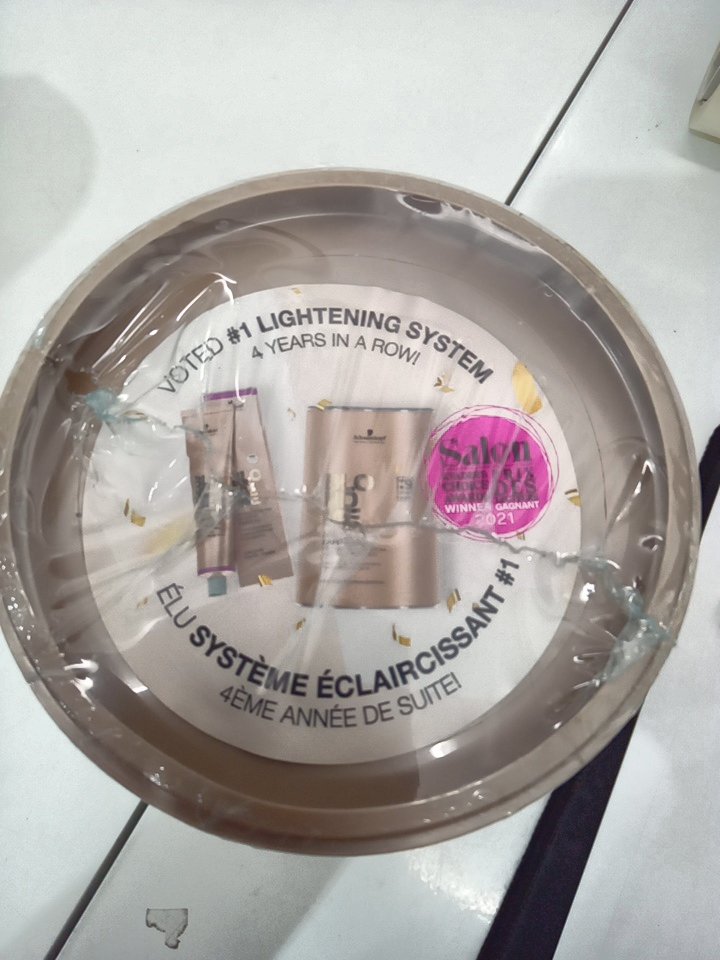 VOTED #1 LIGHTENING SYSTEM
4 YEARS IN A ROW!
Schwarzkopf
Salon
WINNER GAGNANT
2021
ÉLU SYSTÈME ÉCLAIRCISSANT #1
4ÈME ANNÉE DE SUITE!